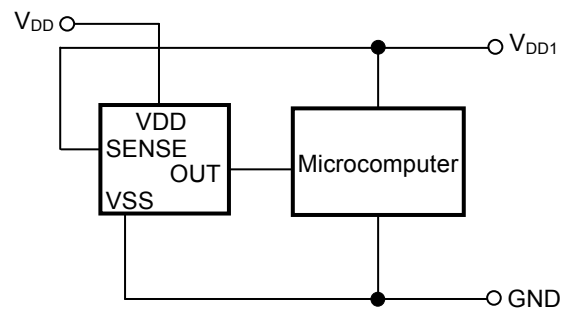 VDD
VDD1
VDD
SENSE
OUT
Microcomputer
VSS
GND